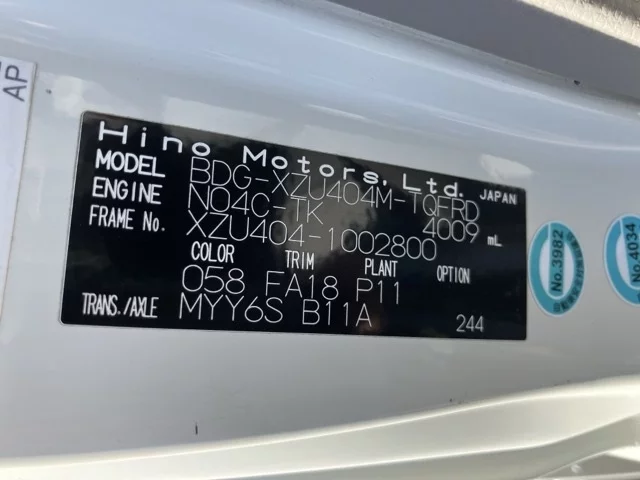 AP
Hino Motors, Ltd. JAPAN
MODEL BDG-XZU404M-TQFRD
ENGINE N04C-TK 4009 mL
FRAME No. XZU404-1002800
COLOR TRIM PLANT OPTION
058 FA18 P11
TRANS./AXLE MYY6S B11A 244
No.3982
No.4034